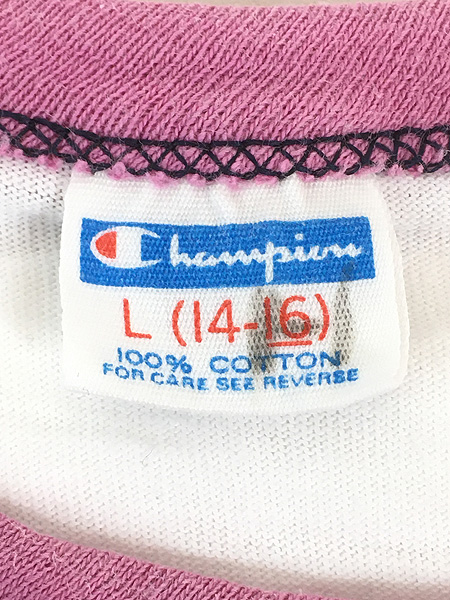 Champion
L (14-16)
100% COTTON
FOR CARE SEE REVERSE